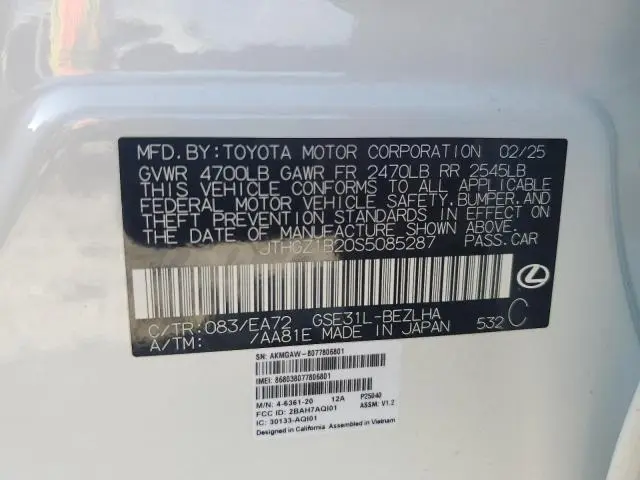 MFD.BY:TOYOTA MOTOR CORPORATION 02/25
GVWR 4700LB GAWR FR 2470LB RR 2545LB
THIS VEHICLE CONFORMS TO ALL APPLICABLE
FEDERAL MOTOR VEHICLE SAFETY,BUMPER,AND
THEFT PREVENTION STANDARDS IN EFFECT ON
THE DATE OF MANUFACTURE SHOWN ABOVE.
JTHGZ1B20S5085287 PASS.CAR
C/TR:083/EA72 GSE31L-BEZLHA
A/TM: /AA81E MADE IN JAPAN 532 C
SN: AKMGAW-8077806801
IMEI: 868038077806801
M/N: 4-6361-20 12A P25040
FCC ID: 2BAH7AQI01 ASSM: V1.2
IC: 30133-AQI01
Designed in California Assembled in Vietnam